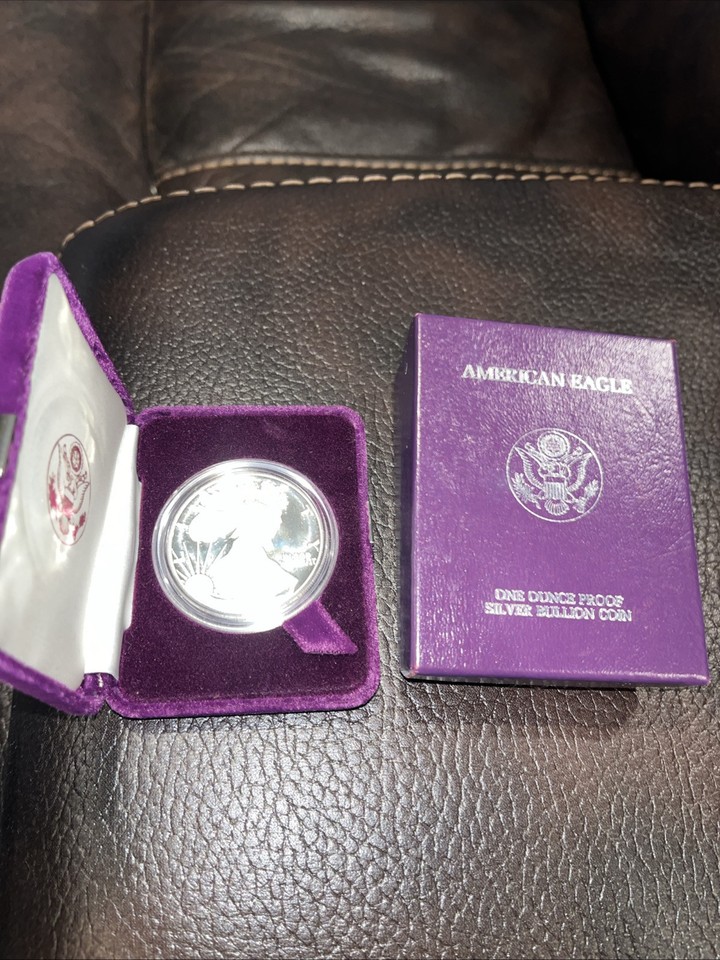 AMERICAN EAGLE
ONE OUNCE PROOF
SILVER BULLION COIN